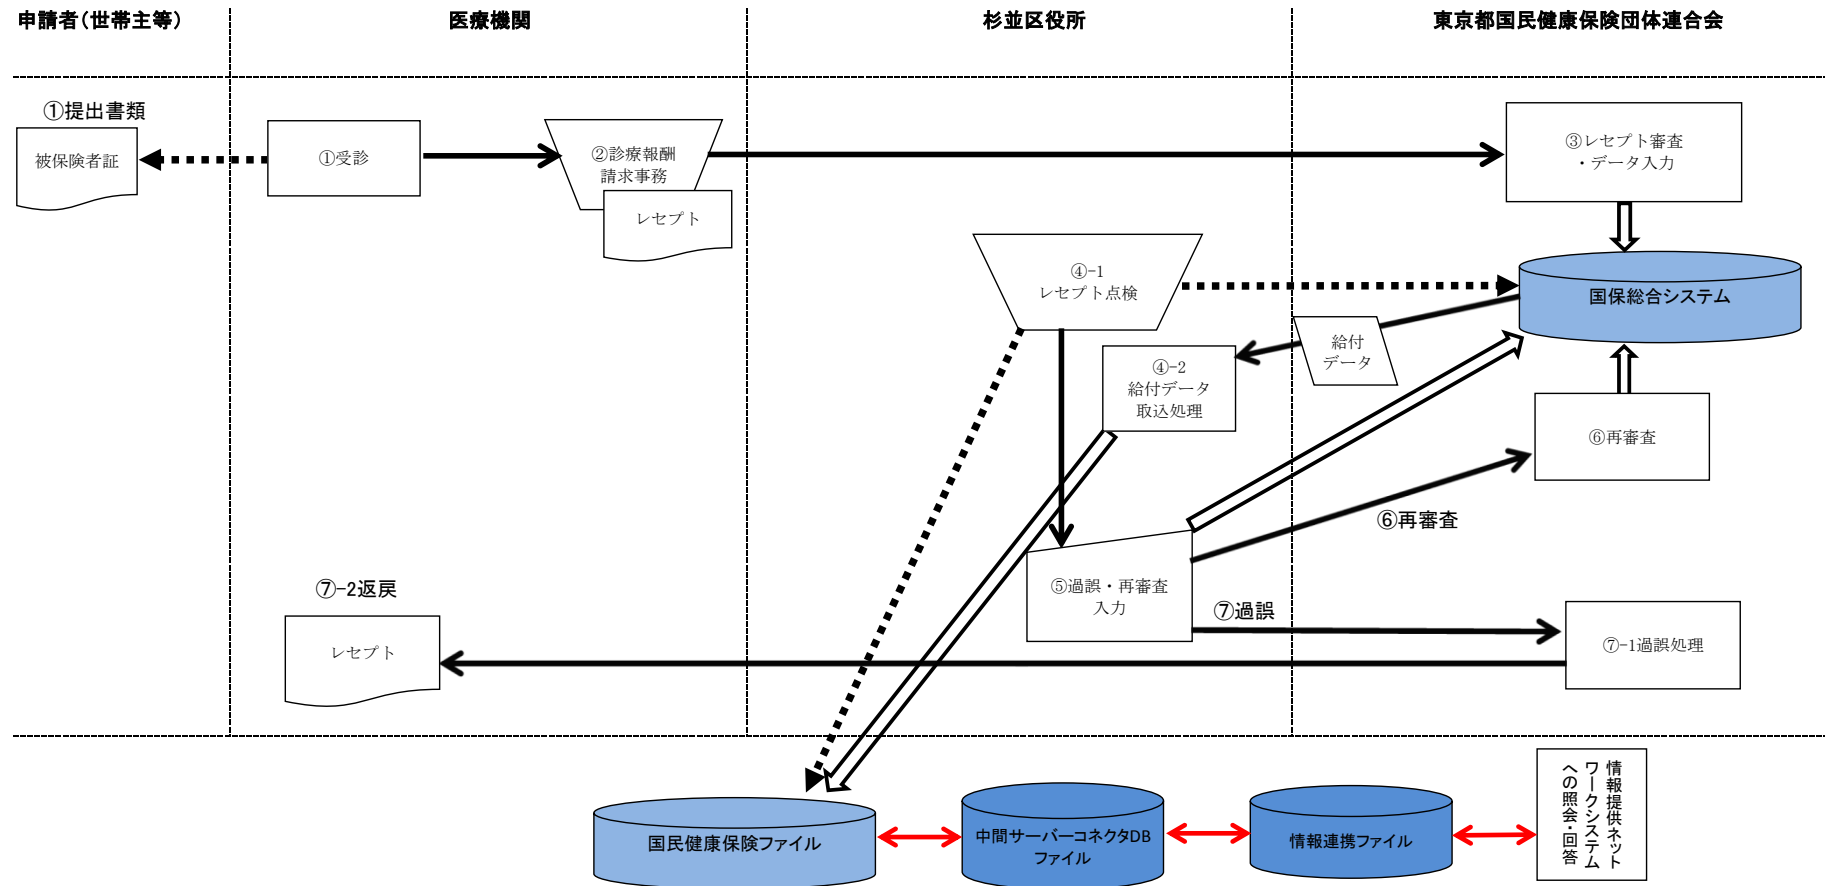 申請者（世帯主等）
医療機関
杉並区役所
東京都国民健康保険団体連合会
①提出書類
被保険者証
①受診
②診療報酬
請求事務
レセプト
③レセプト審査
・データ入力
④-1
レセプト点検
国保総合システム
給付
データ
④-2
給付データ
取込処理
⑥再審査
⑥再審査
⑤過誤・再審査
入力
⑦過誤
⑦-1過誤処理
⑦-2返戻
レセプト
国民健康保険ファイル
中間サーバーコネクタDB
ファイル
情報連携ファイル
情報提供ネット
ワークシステム
への照会・回答